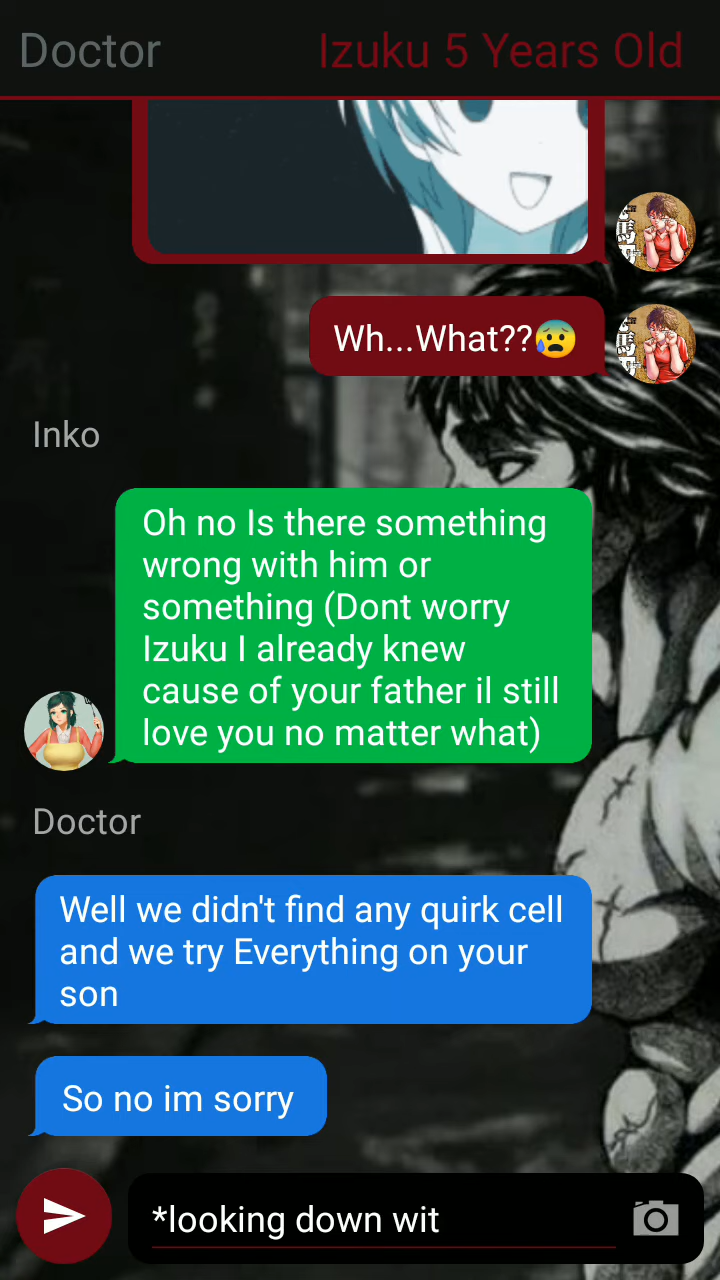 Doctor
Izuku 5 Years Old
Wh...What??😰
Inko
Oh no Is there something
wrong with him or
something (Dont worry
Izuku I already knew
cause of your father il still
love you no matter what)
Doctor
Well we didn't find any quirk cell
and we try Everything on your
son
So no im sorry
*looking down wit